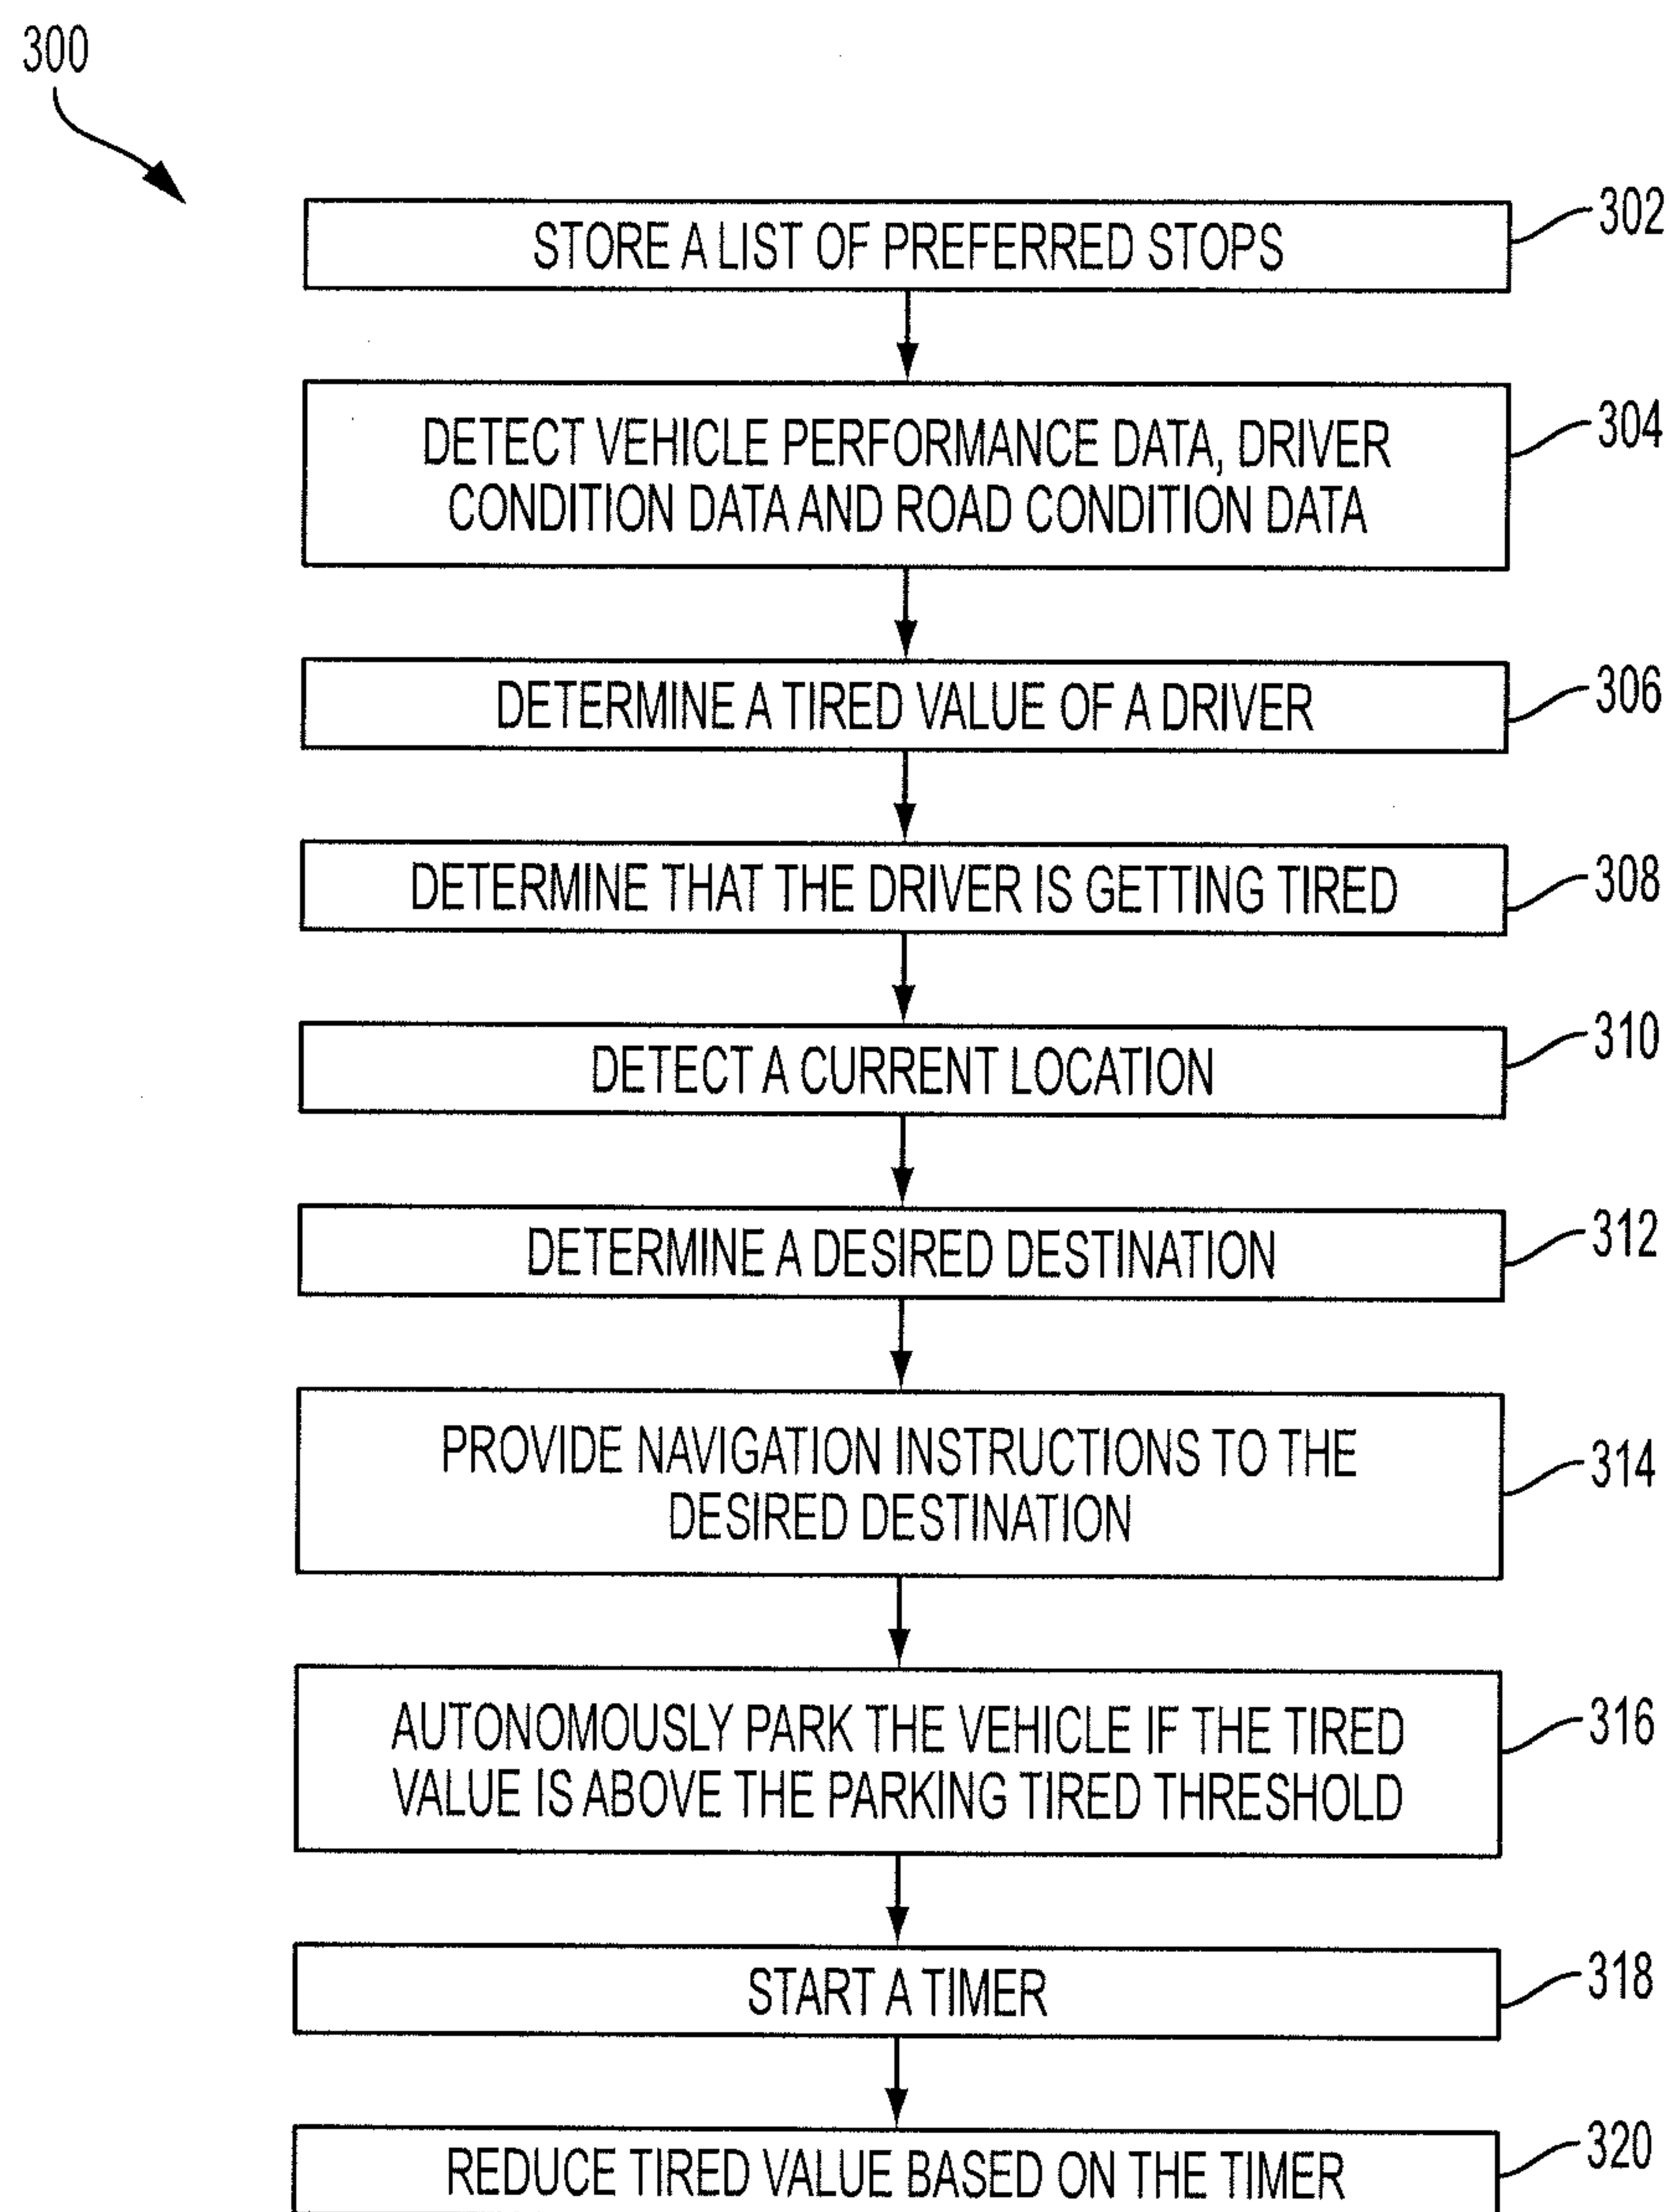 300
STORE A LIST OF PREFERRED STOPS
302
DETECT VEHICLE PERFORMANCE DATA, DRIVER
CONDITION DATA AND ROAD CONDITION DATA
304
DETERMINE A TIRED VALUE OF A DRIVER
306
DETERMINE THAT THE DRIVER IS GETTING TIRED
308
DETECT A CURRENT LOCATION
310
DETERMINE A DESIRED DESTINATION
312
PROVIDE NAVIGATION INSTRUCTIONS TO THE
DESIRED DESTINATION
314
AUTONOMOUSLY PARK THE VEHICLE IF THE TIRED
VALUE IS ABOVE THE PARKING TIRED THRESHOLD
316
START A TIMER
318
REDUCE TIRED VALUE BASED ON THE TIMER
320